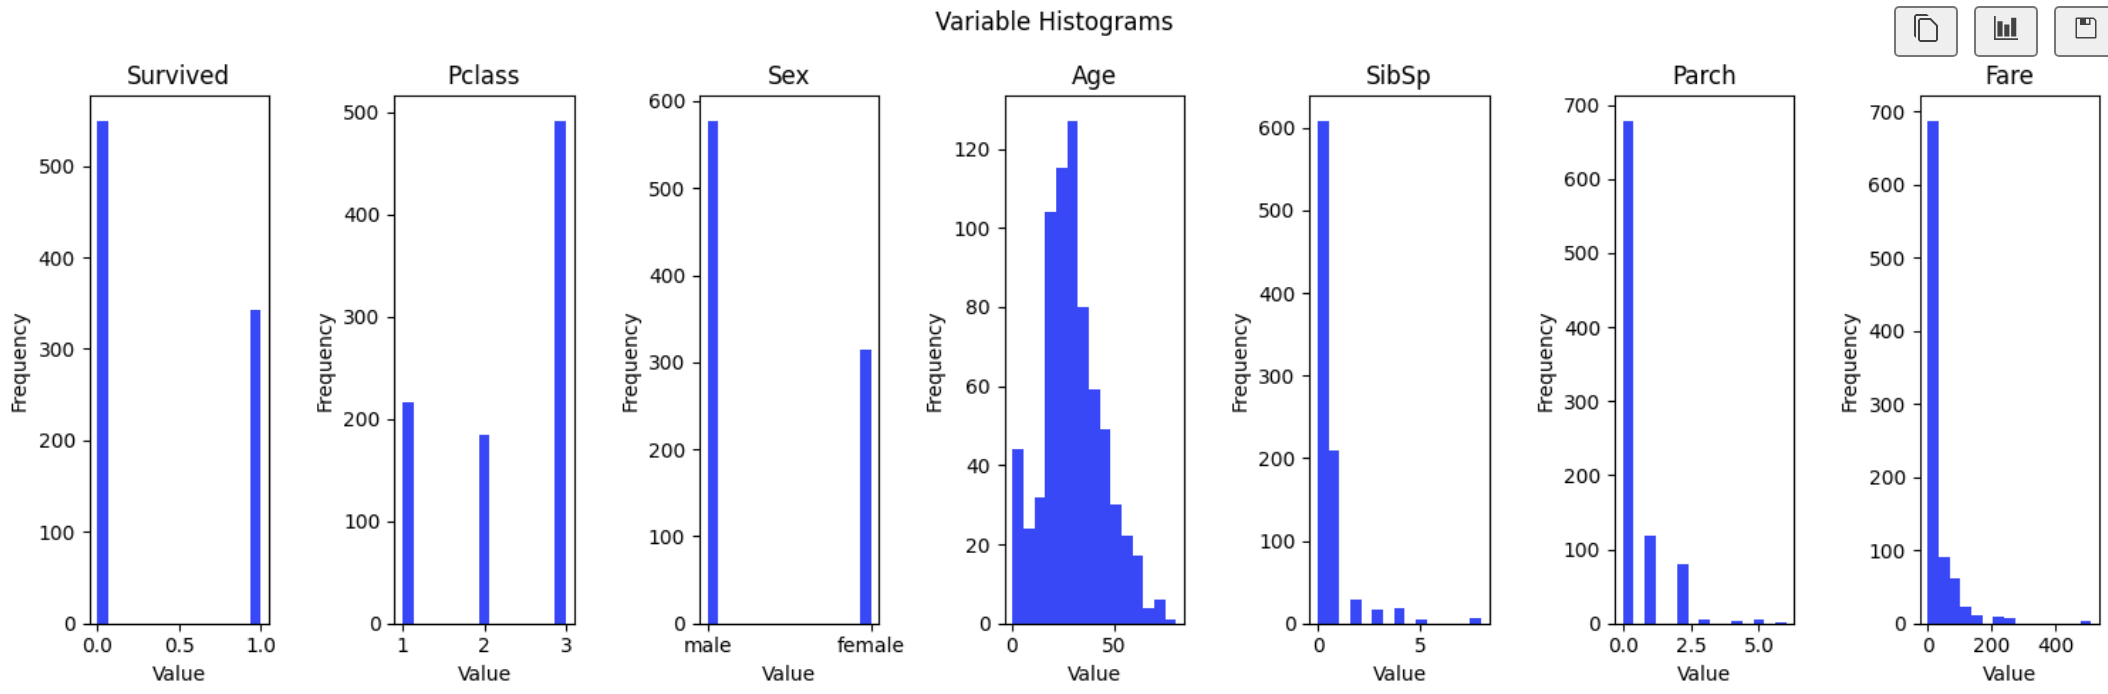 Variable Histograms
Survived
Frequency
500
400
300
200
100
0
0.0 0.5 1.0
Value
Pclass
Frequency
500
400
300
200
100
0
1 2 3
Value
Sex
Frequency
600
500
400
300
200
100
0
male female
Value
Age
Frequency
120
100
80
60
40
20
0
0 50
Value
SibSp
Frequency
600
500
400
300
200
100
0
0 5
Value
Parch
Frequency
700
600
500
400
300
200
100
0
0.0 2.5 5.0
Value
Fare
Frequency
700
600
500
400
300
200
100
0
0 200 400
Value